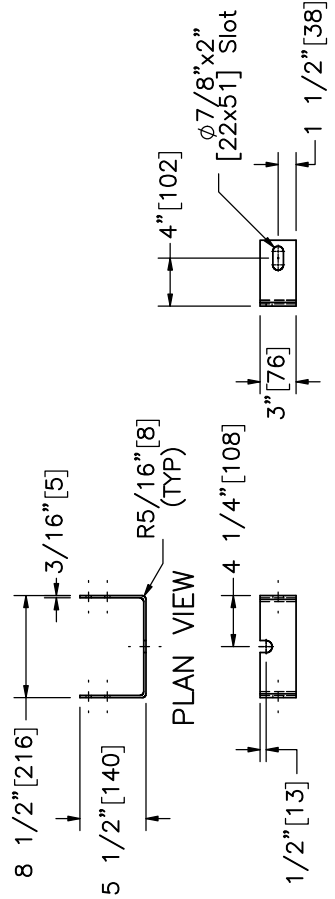 8 1/2"[216]
3/16"[5]
5 1/2"[140]
R5/16"[8]
(TYP)
PLAN VIEW
4"[102]
⌀7/8"x2"
[22x51] Slot
1/2"[13]
4 1/4"[108]
3"[76]
1 1/2"[38]